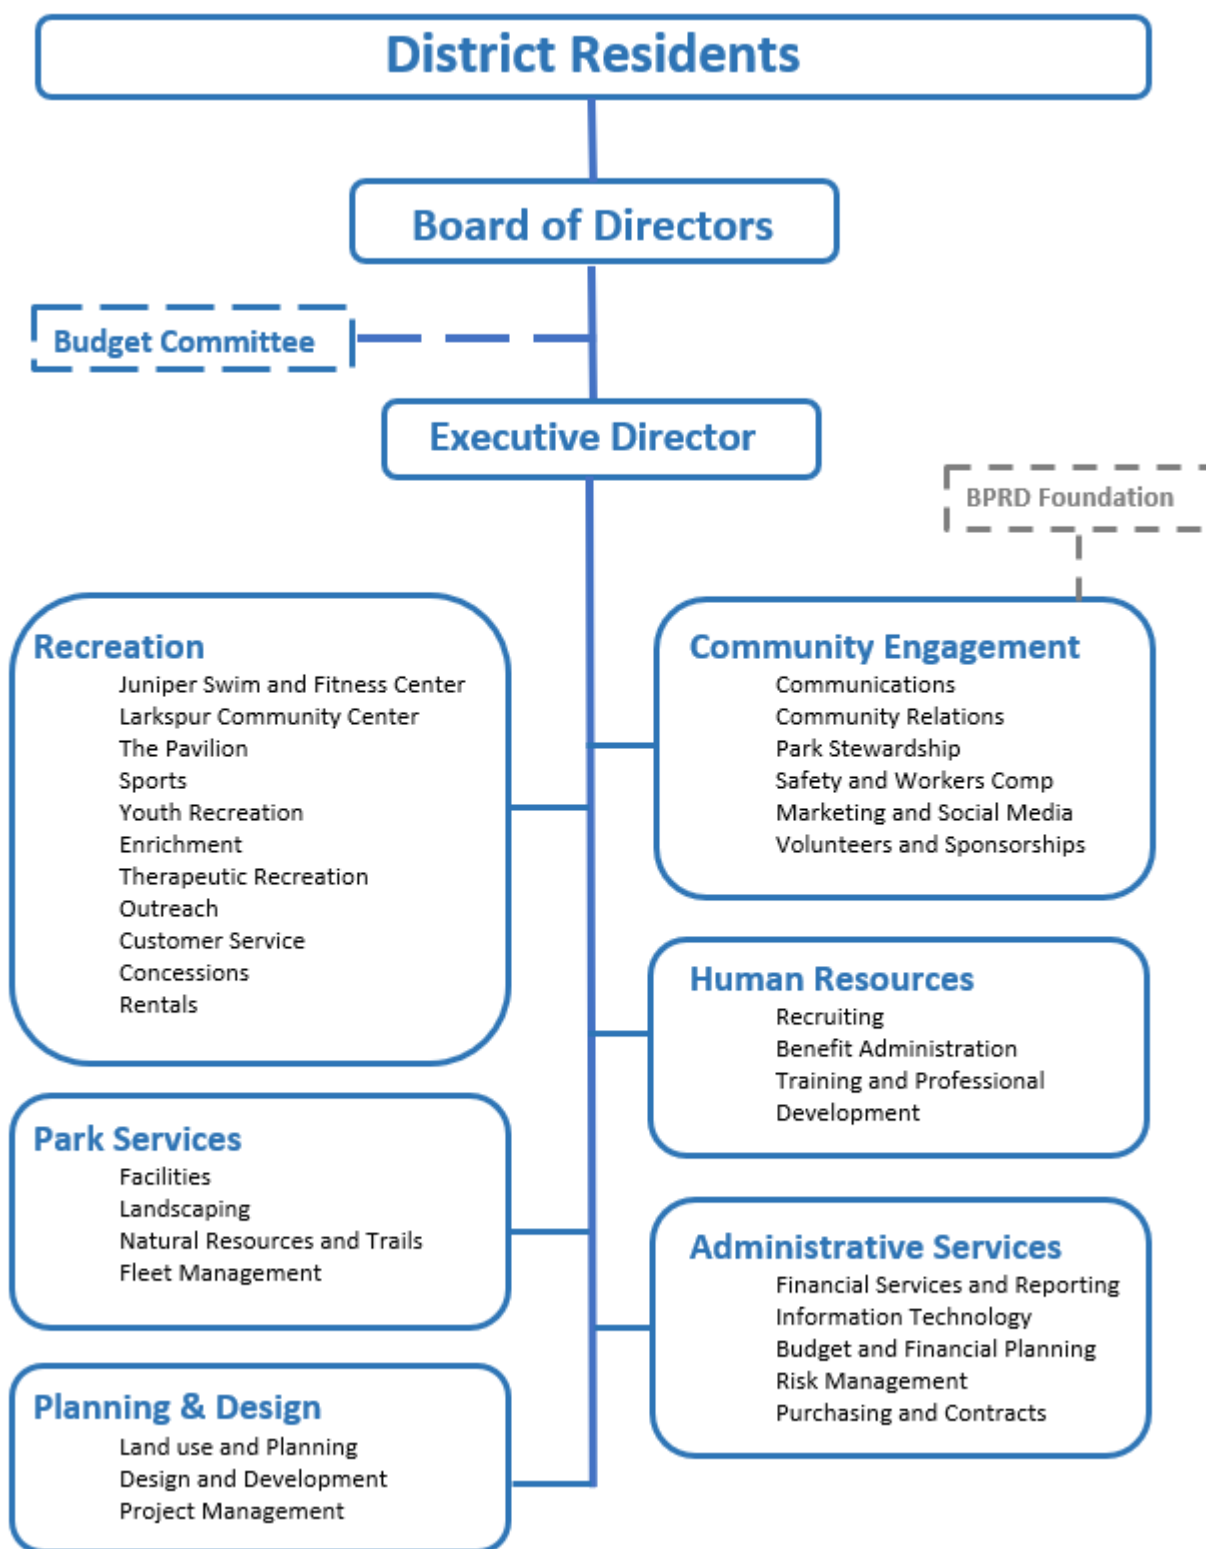 District Residents
Board of Directors
Budget Committee
Executive Director
BPRD Foundation
Recreation
Juniper Swim and Fitness Center
Larkspur Community Center
The Pavilion
Sports
Youth Recreation
Enrichment
Therapeutic Recreation
Outreach
Customer Service
Concessions
Rentals
Community Engagement
Communications
Community Relations
Park Stewardship
Safety and Workers Comp
Marketing and Social Media
Volunteers and Sponsorships
Human Resources
Recruiting
Benefit Administration
Training and Professional
Development
Park Services
Facilities
Landscaping
Natural Resources and Trails
Fleet Management
Administrative Services
Financial Services and Reporting
Information Technology
Budget and Financial Planning
Risk Management
Purchasing and Contracts
Planning & Design
Land use and Planning
Design and Development
Project Management